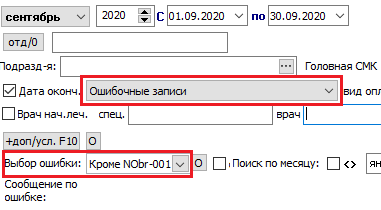 сентябрь 2020 С 01.09.2020 по 30.09.2020
отд/0
Подразд-я: ... Головная СМК
Дата оконч. Ошибочные записи вид опл
Врач нач.леч. спец. врач
+доп/усл. F10 О
Выбор ошибки: Кроме NObr-001 О Поиск по месяцу: <> ян
Сообщение по
ошибке: